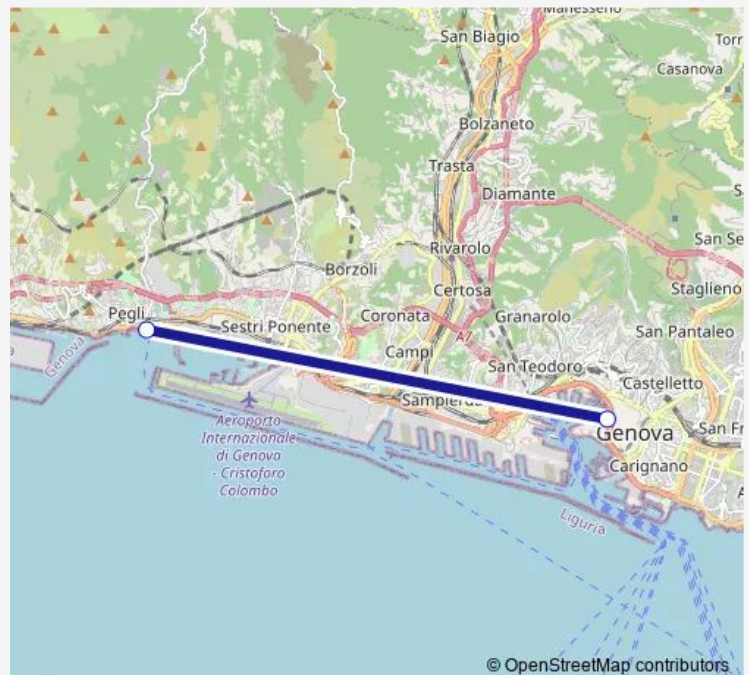 Manesseno
San Biagio
Torr
Casanova
Bolzaneto
Trasta
Diamante
S
Rivarolo
San Se
Borzoli
Certosa
Staglieno
Pegli
Sestri Ponente
Coronata
Granarolo
A7
San Pantaleo
Genova
Campi
San Teodoro
Castelletto
Sampierda
San Fr
Aeroporto
Internazionale
di Genova
- Cristoforo
Colombo
Genova
Carignano
A
Liguria
© OpenStreetMap contributors